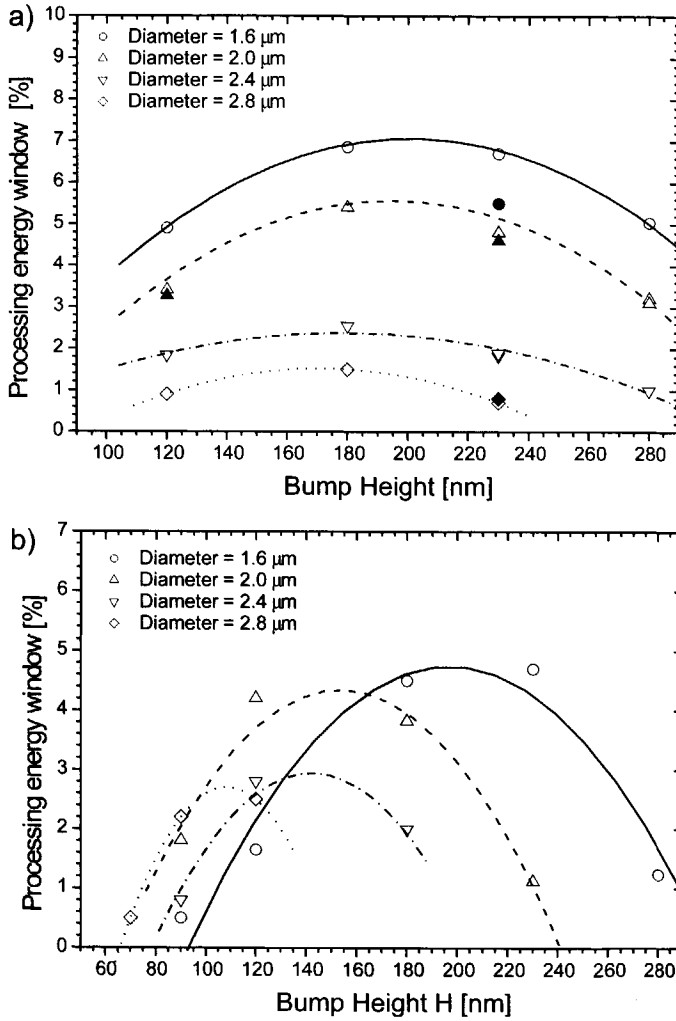 a)
Processing energy window [%]
10
9
8
7
6
5
4
3
2
1
0
Diameter = 1.6 μm
Diameter = 2.0 μm
Diameter = 2.4 μm
Diameter = 2.8 μm
100 120 140 160 180 200 220 240 260 280
Bump Height [nm]
b)
Processing energy window [%]
7
6
5
4
3
2
1
0
Diameter = 1.6 μm
Diameter = 2.0 μm
Diameter = 2.4 μm
Diameter = 2.8 μm
60 80 100 120 140 160 180 200 220 240 260 280
Bump Height H [nm]